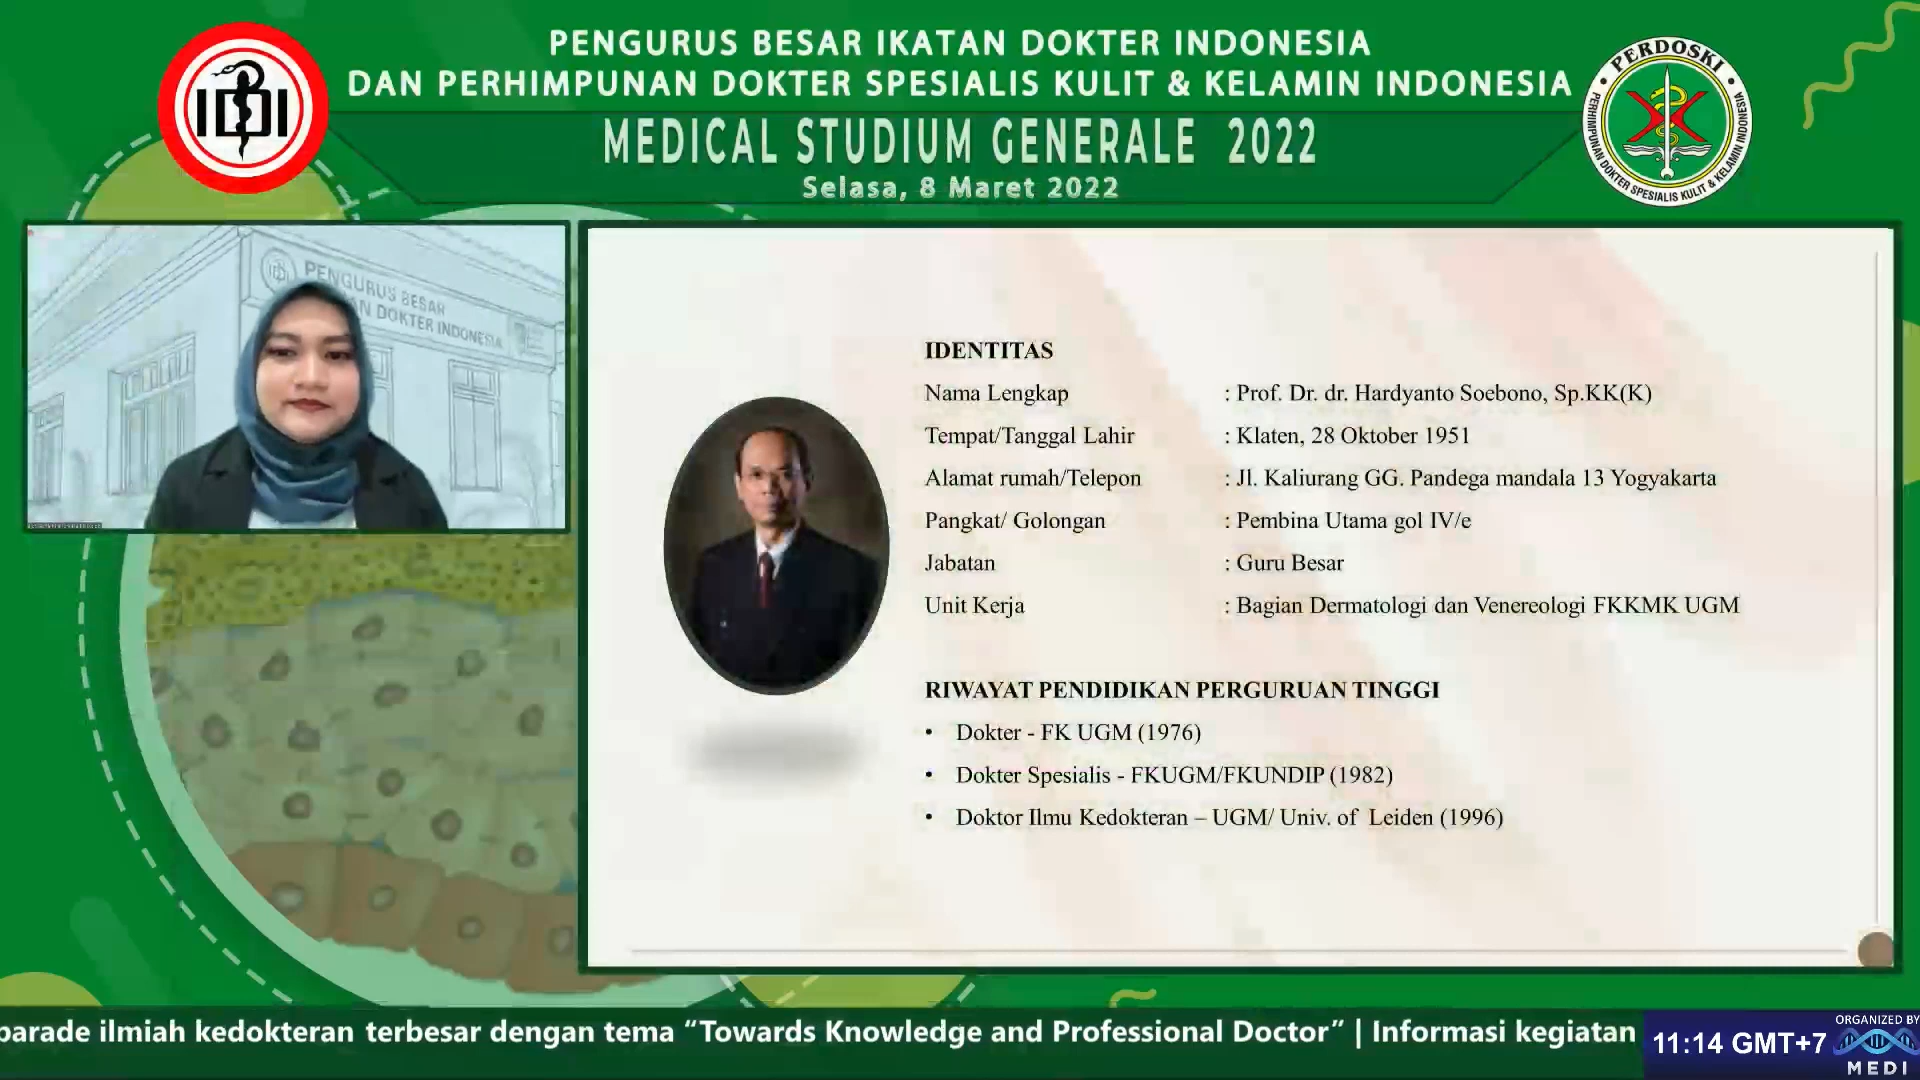 PENGURUS BESAR IKATAN DOKTER INDONESIA
DAN PERHIMPUNAN DOKTER SPESIALIS KULIT & KELAMIN INDONESIA
MEDICAL STUDIUM GENERALE 2022
Selasa, 8 Maret 2022
IDI
PERDOSKI
PERHIMPUNAN DOKTER SPESIALIS KULIT & KELAMIN INDONESIA
PENGURUS BESAR
AN DOKTER INDONESIA
IDENTITAS
Nama Lengkap : Prof. Dr. dr. Hardyanto Soebono, Sp.KK(K)
Tempat/Tanggal Lahir : Klaten, 28 Oktober 1951
Alamat rumah/Telepon : Jl. Kaliurang GG. Pandega mandala 13 Yogyakarta
Pangkat/ Golongan : Pembina Utama gol IV/e
Jabatan : Guru Besar
Unit Kerja : Bagian Dermatologi dan Venereologi FKKMK UGM
RIWAYAT PENDIDIKAN PERGURUAN TINGGI
• Dokter - FK UGM (1976)
• Dokter Spesialis - FKUGM/FKUNDIP (1982)
• Doktor Ilmu Kedokteran – UGM/ Univ. of Leiden (1996)
parade ilmiah kedokteran terbesar dengan tema “Towards Knowledge and Professional Doctor” | Informasi kegiatan
11:14 GMT+7
ORGANIZED BY
MEDI